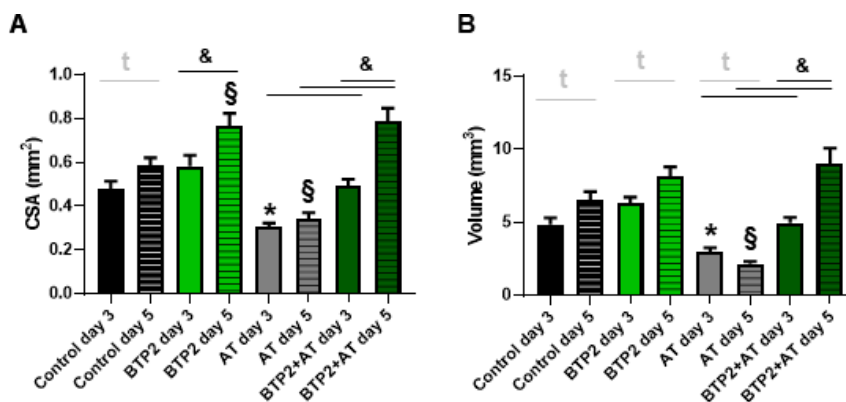 A
t
&
&
§
§
*
CSA (mm²)
1.0
0.8
0.6
0.4
0.2
0.0
Control day 3
Control day 5
BTP2 day 3
BTP2 day 5
AT day 3
AT day 5
BTP2+AT day 3
BTP2+AT day 5
B
t
t
t
&
*
§
Volume (mm³)
15
10
5
0
Control day 3
Control day 5
BTP2 day 3
BTP2 day 5
AT day 3
AT day 5
BTP2+AT day 3
BTP2+AT day 5